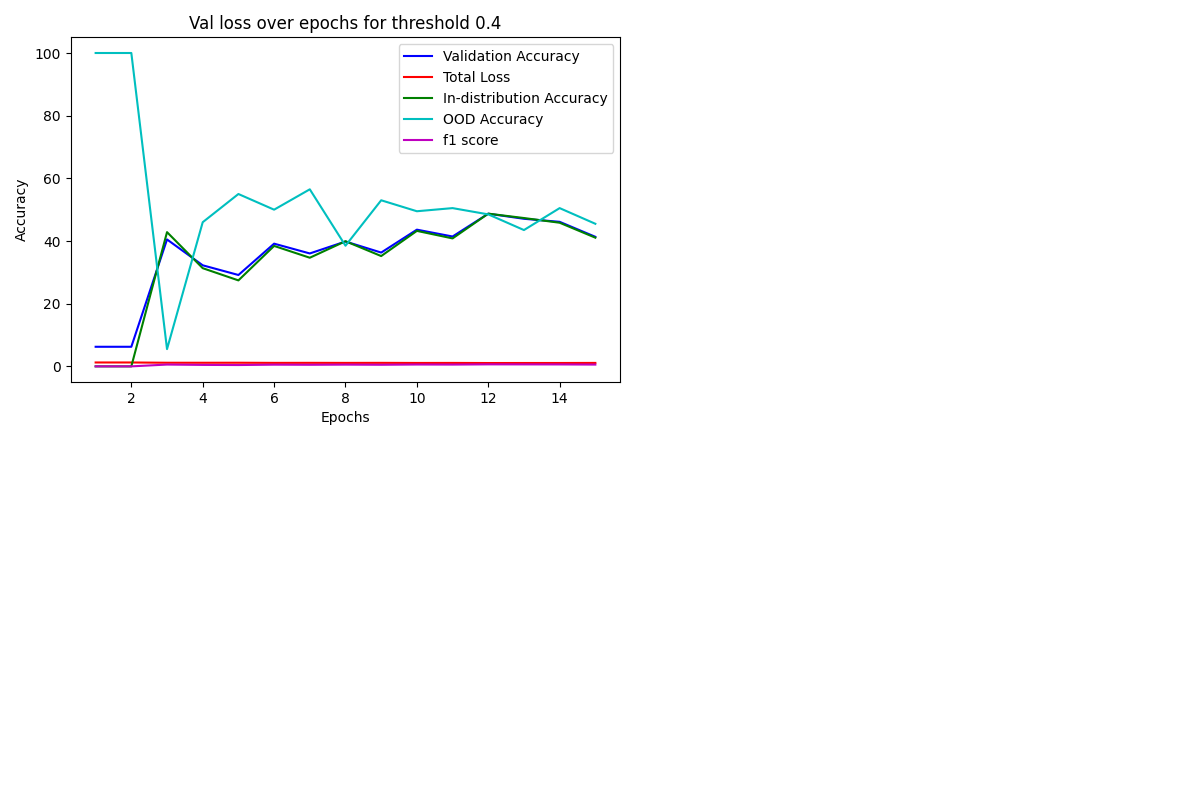 Val loss over epochs for threshold 0.4
100
80
60
40
20
0
Accuracy
Validation Accuracy
Total Loss
In-distribution Accuracy
OOD Accuracy
f1 score
2 4 6 8 10 12 14
Epochs